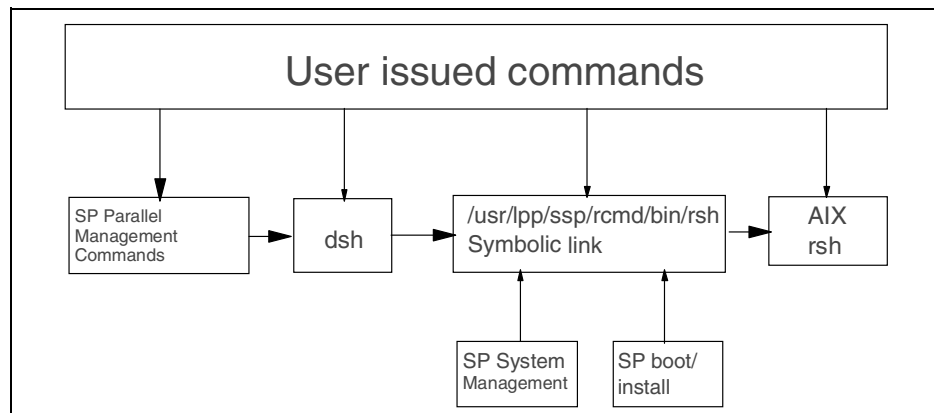 User issued commands
SP Parallel
Management
Commands
dsh
/usr/lpp/ssp/rcmd/bin/rsh
Symbolic link
AIX
rsh
SP System
Management
SP boot/
install